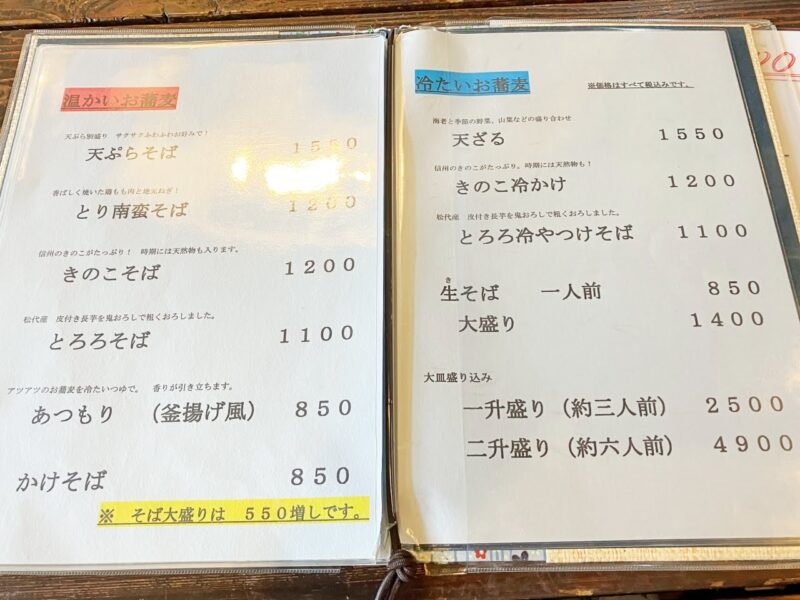 温かいお蕎麦
天ぷら別盛り サクサクふわふわお好みで！
天ぷらそば 1550
香ばしく焼いた鶏もも肉と地元ねぎ！
とり南蛮そば 1200
信州のきのこがたっぷり！ 時期には天然物も入ります。
きのこそば 1200
松代産 皮付き長芋を鬼おろしで粗くおろしました。
とろろそば 1100
アツアツのお蕎麦を冷たいつゆで。 香りが引き立ちます。
あつもり （釜揚げ風） 850
かけそば 850
※ そば大盛りは 550増しです。
冷たいお蕎麦 ※価格はすべて税込みです。
海老と季節の野菜、山菜などの盛り合わせ
天ざる 1550
信州のきのこがたっぷり。時期には天然物も！
きのこ冷かけ 1200
松代産 皮付き長芋を鬼おろしで粗くおろしました。
とろろ冷やつけそば 1100
き
生そば 一人前 850
大盛り 1400
大皿盛り込み
一升盛り（約三人前） 2500
二升盛り（約六人前） 4900